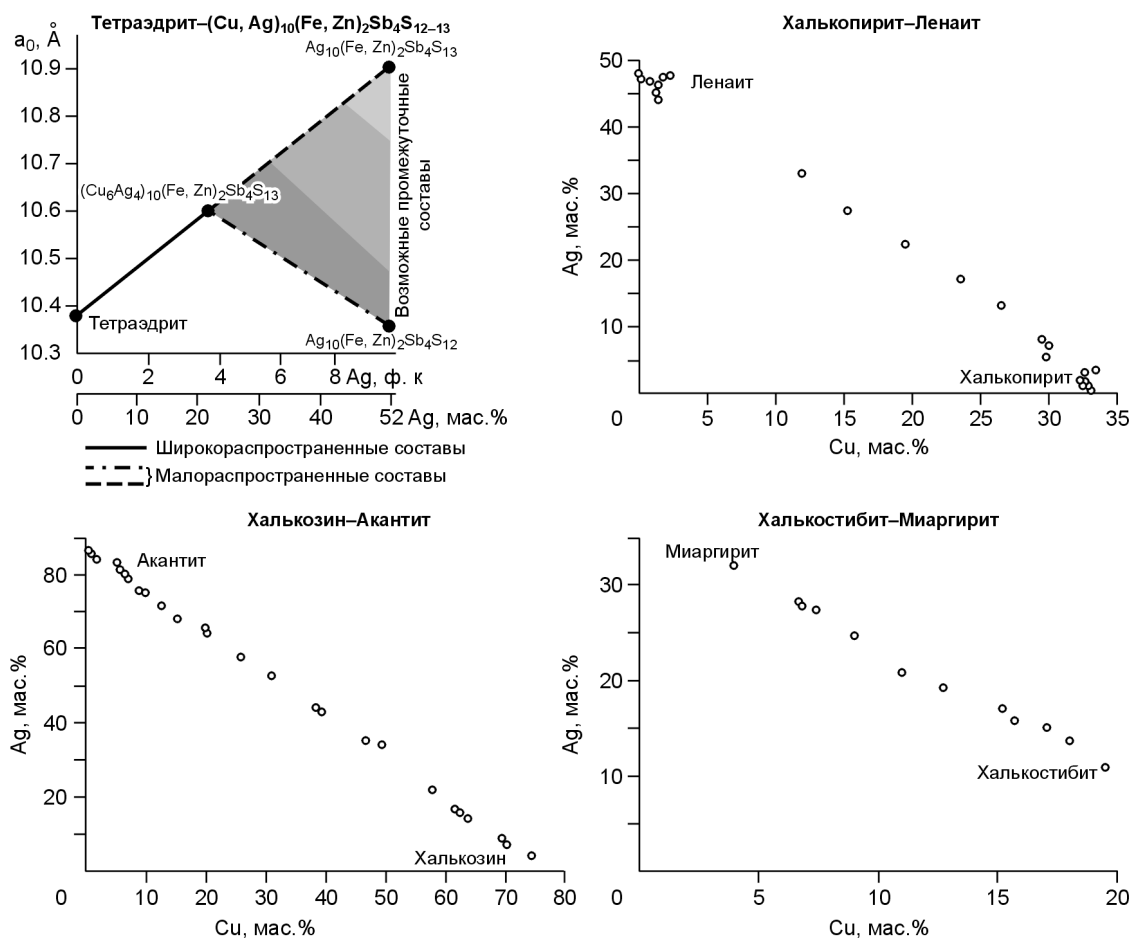 Тетраэдрит–(Cu, Ag)10(Fe, Zn)2Sb4S12–13
a0, Å
Ag10(Fe, Zn)2Sb4S13
10.9
10.8
10.7
(Cu6Ag4)10(Fe, Zn)2Sb4S13
10.6
10.5
10.4
10.3
Возможные промежуточные
составы
Тетраэдрит
Ag10(Fe, Zn)2Sb4S12
0 2 4 6 8 Ag, ф. к
0 10 20 30 40 52 Ag, мас.%
Широкораспространенные составы
} Малораспространенные составы
Халькопирит–Ленаит
50
40
30
20
10
0
Ag, мас.%
Ленаит
Халькопирит
5 10 15 20 25 30 35
Cu, мас.%
Халькозин–Акантит
80
60
40
20
0
Ag, мас.%
Акантит
Халькозин
10 20 30 40 50 60 70 80
Cu, мас.%
Халькостибит–Миаргирит
30
20
10
0
Ag, мас.%
Миаргирит
Халькостибит
5 10 15 20
Cu, мас.%